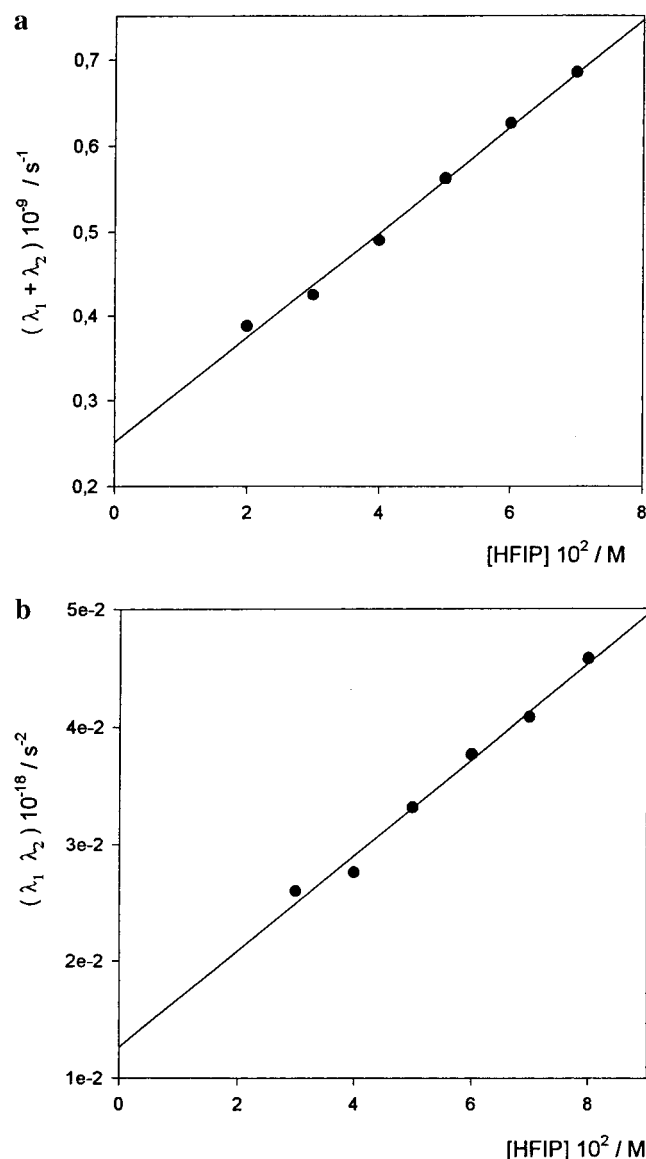 a
0,7
0,6
0,5
0,4
0,3
0,2
( λ₁ + λ₂ ) 10⁻⁹ / s⁻¹
0 2 4 6 8
[HFIP] 10² / M
b
5e-2
4e-2
3e-2
2e-2
1e-2
( λ₁ λ₂ ) 10⁻¹⁸ / s⁻²
0 2 4 6 8
[HFIP] 10² / M